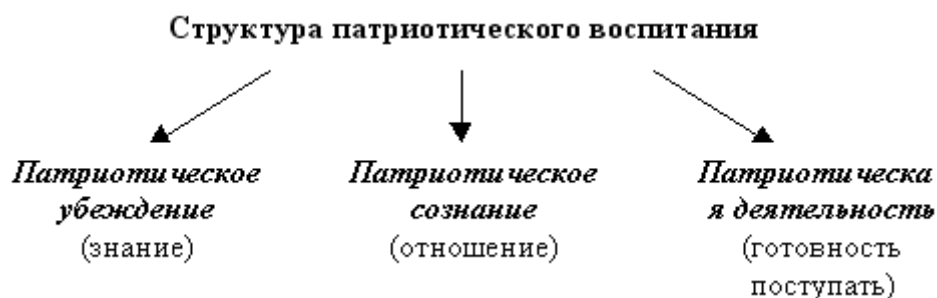 Структура патриотического воспитания
Патриотическое
убеждение
(знание)
Патриотическое
сознание
(отношение)
Патриотическа
я деятельность
(готовность
поступать)